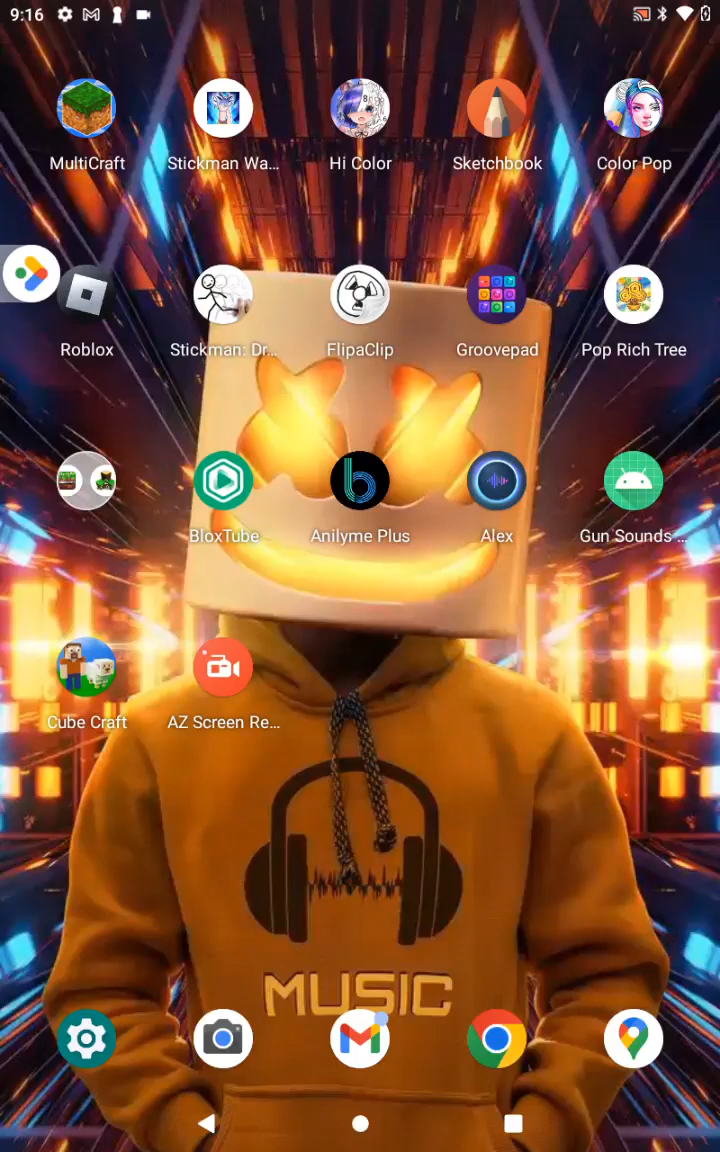 9:16
MultiCraft
Stickman Wa...
Hi Color
Sketchbook
Color Pop
Roblox
Stickman: Dr...
FlipaClip
Groovepad
Pop Rich Tree
BloxTube
Anilyme Plus
Alex
Gun Sounds ...
Cube Craft
AZ Screen Re...
MUSIC